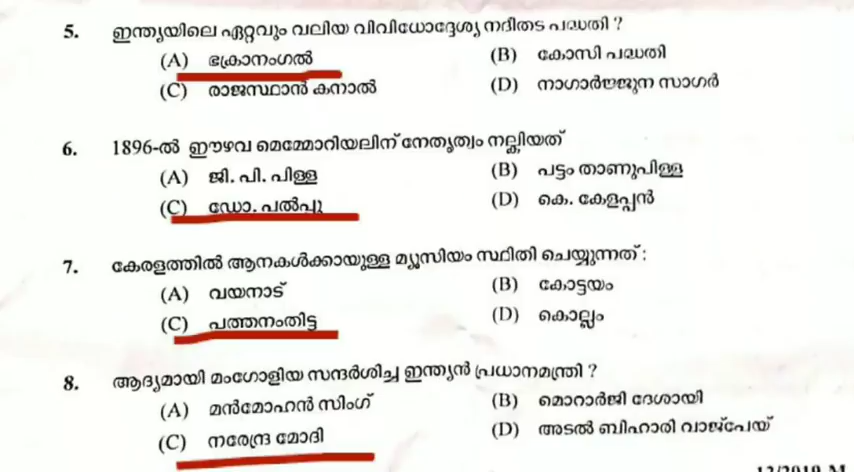 5. ഇന്ത്യയിലെ ഏറ്റവും വലിയ വിവിധോദ്ദേശ്യ നദീതട പദ്ധതി ?
(A) ഭക്രാനംഗൽ (B) കോസി പദ്ധതി
(C) രാജസ്ഥാൻ കനാൽ (D) നാഗാർജ്ജുന സാഗർ
6. 1896-ൽ ഈഴവ മെമ്മോറിയലിന് നേതൃത്വം നല്കിയത്
(A) ജി. പി. പിള്ള (B) പട്ടം താണുപിള്ള
(C) ഡോ. പൽപ്പു (D) കെ. കേളപ്പൻ
7. കേരളത്തിൽ ആനകൾക്കായുള്ള മ്യൂസിയം സ്ഥിതി ചെയ്യുന്നത് :
(A) വയനാട് (B) കോട്ടയം
(C) പത്തനംതിട്ട (D) കൊല്ലം
8. ആദ്യമായി മംഗോളിയ സന്ദർശിച്ച ഇന്ത്യൻ പ്രധാനമന്ത്രി ?
(A) മൻമോഹൻ സിംഗ് (B) മൊറാർജി ദേശായി
(C) നരേന്ദ്ര മോദി (D) അടൽ ബിഹാരി വാജ്പേയ്
12/2019-M